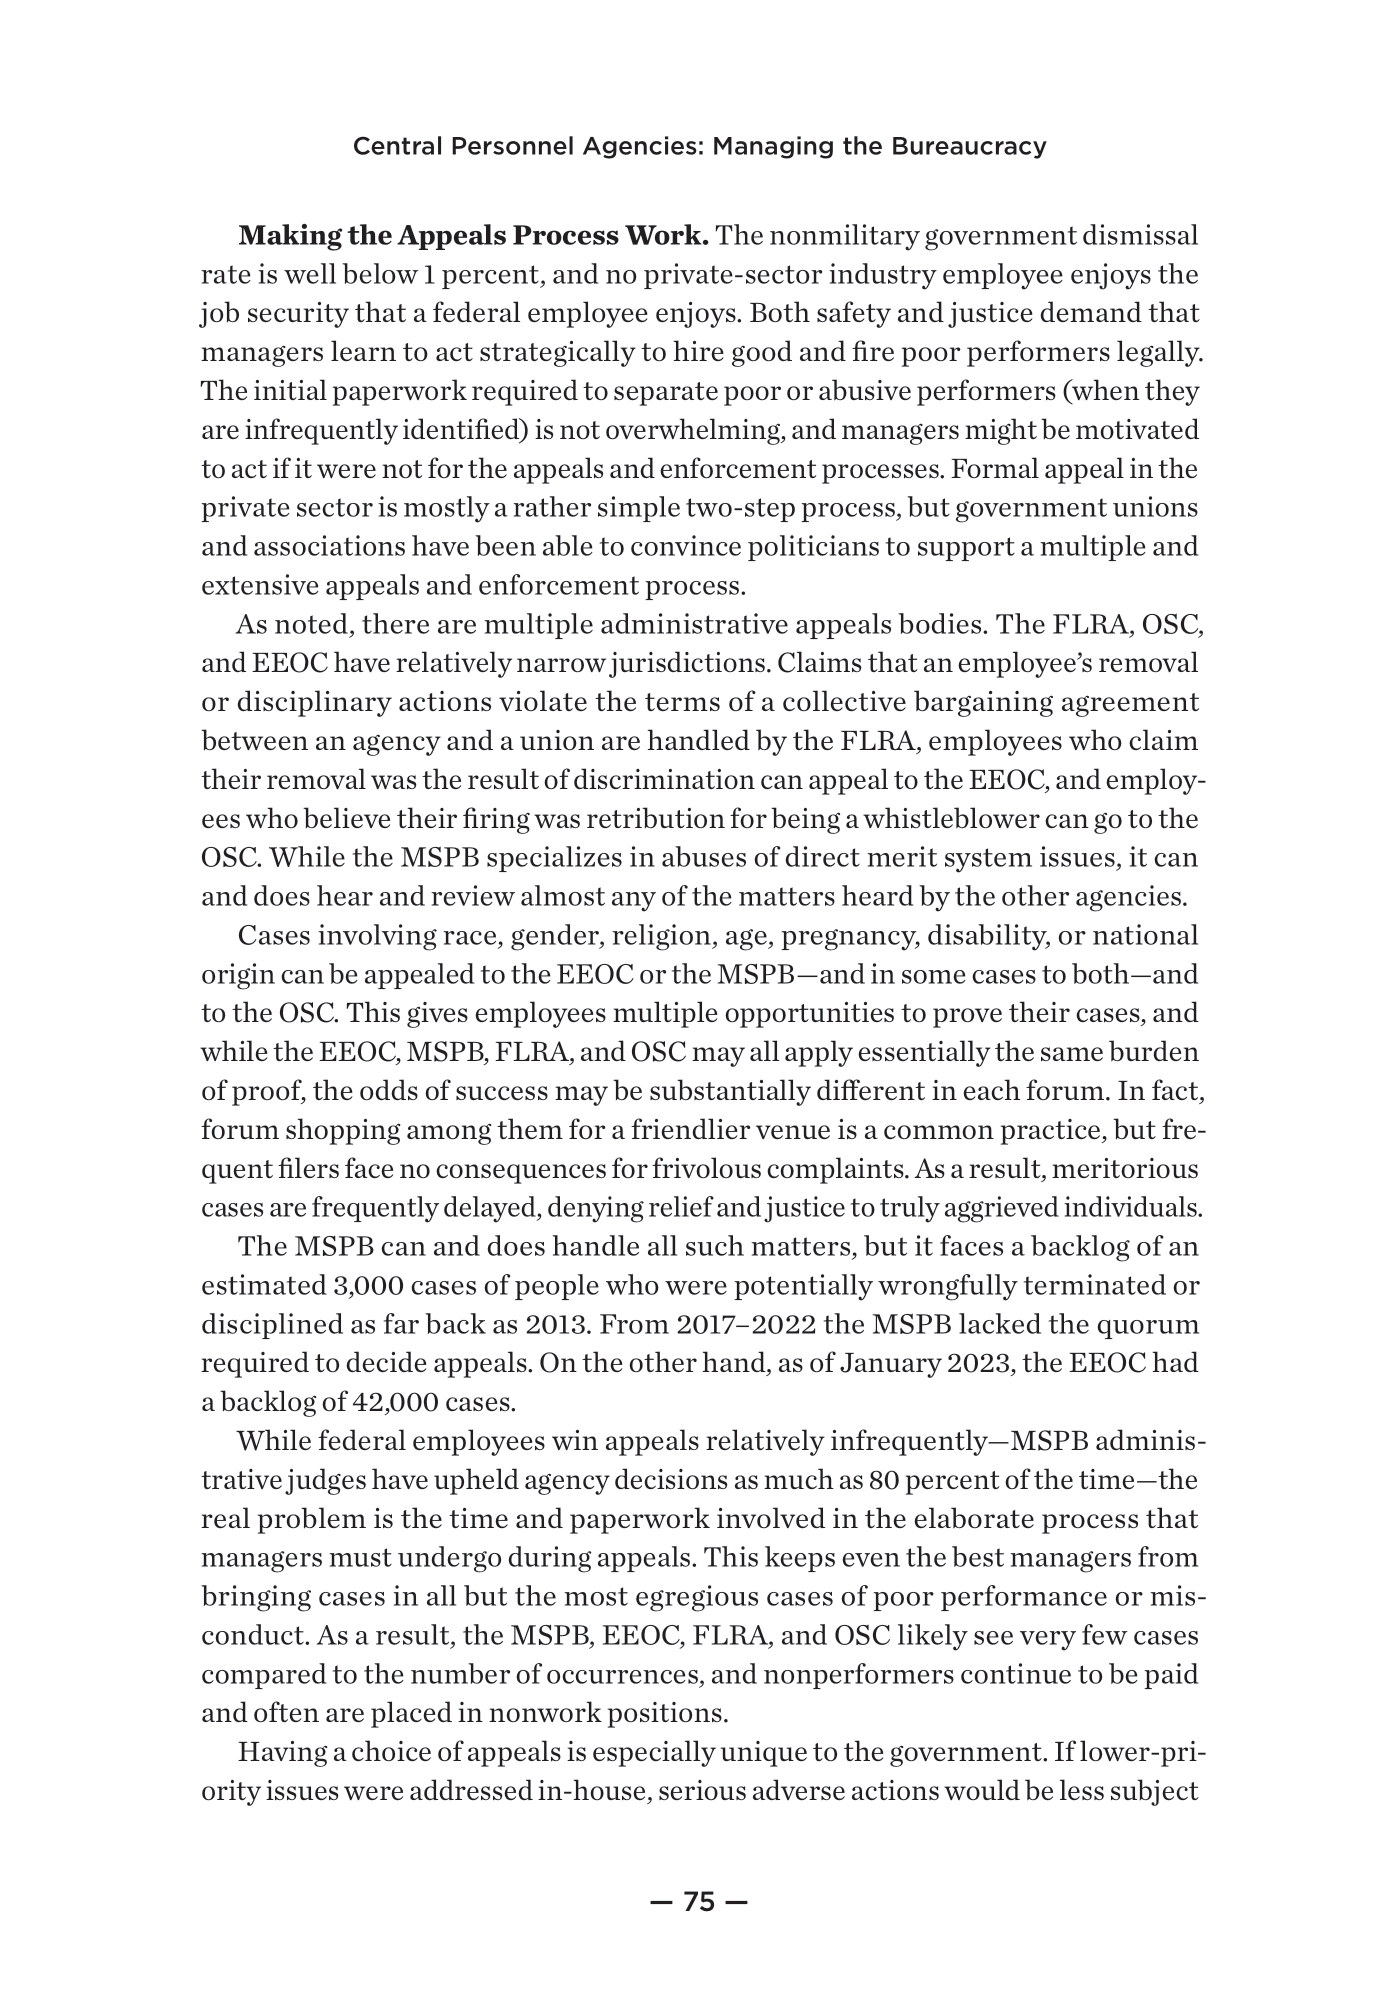 Central Personnel Agencies: Managing the Bureaucracy
Making the Appeals Process Work. The nonmilitary government dismissal
rate is well below 1 percent, and no private-sector industry employee enjoys the
job security that a federal employee enjoys. Both safety and justice demand that
managers learn to act strategically to hire good and fire poor performers legally.
The initial paperwork required to separate poor or abusive performers (when they
are infrequently identified) is not overwhelming, and managers might be motivated
to act if it were not for the appeals and enforcement processes. Formal appeal in the
private sector is mostly a rather simple two-step process, but government unions
and associations have been able to convince politicians to support a multiple and
extensive appeals and enforcement process.
As noted, there are multiple administrative appeals bodies. The FLRA, OSC,
and EEOC have relatively narrow jurisdictions. Claims that an employee’s removal
or disciplinary actions violate the terms of a collective bargaining agreement
between an agency and a union are handled by the FLRA, employees who claim
their removal was the result of discrimination can appeal to the EEOC, and employ-
ees who believe their firing was retribution for being a whistleblower can go to the
OSC. While the MSPB specializes in abuses of direct merit system issues, it can
and does hear and review almost any of the matters heard by the other agencies.
Cases involving race, gender, religion, age, pregnancy, disability, or national
origin can be appealed to the EEOC or the MSPB—and in some cases to both—and
to the OSC. This gives employees multiple opportunities to prove their cases, and
while the EEOC, MSPB, FLRA, and OSC may all apply essentially the same burden
of proof, the odds of success may be substantially different in each forum. In fact,
forum shopping among them for a friendlier venue is a common practice, but fre-
quent filers face no consequences for frivolous complaints. As a result, meritorious
cases are frequently delayed, denying relief and justice to truly aggrieved individuals.
The MSPB can and does handle all such matters, but it faces a backlog of an
estimated 3,000 cases of people who were potentially wrongfully terminated or
disciplined as far back as 2013. From 2017–2022 the MSPB lacked the quorum
required to decide appeals. On the other hand, as of January 2023, the EEOC had
a backlog of 42,000 cases.
While federal employees win appeals relatively infrequently—MSPB adminis-
trative judges have upheld agency decisions as much as 80 percent of the time—the
real problem is the time and paperwork involved in the elaborate process that
managers must undergo during appeals. This keeps even the best managers from
bringing cases in all but the most egregious cases of poor performance or mis-
conduct. As a result, the MSPB, EEOC, FLRA, and OSC likely see very few cases
compared to the number of occurrences, and nonperformers continue to be paid
and often are placed in nonwork positions.
Having a choice of appeals is especially unique to the government. If lower-pri-
ority issues were addressed in-house, serious adverse actions would be less subject
— 75 —